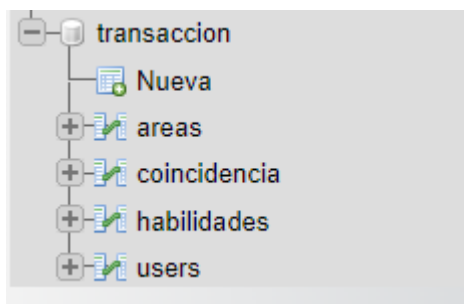 transaccion
Nueva
areas
coincidencia
habilidades
users